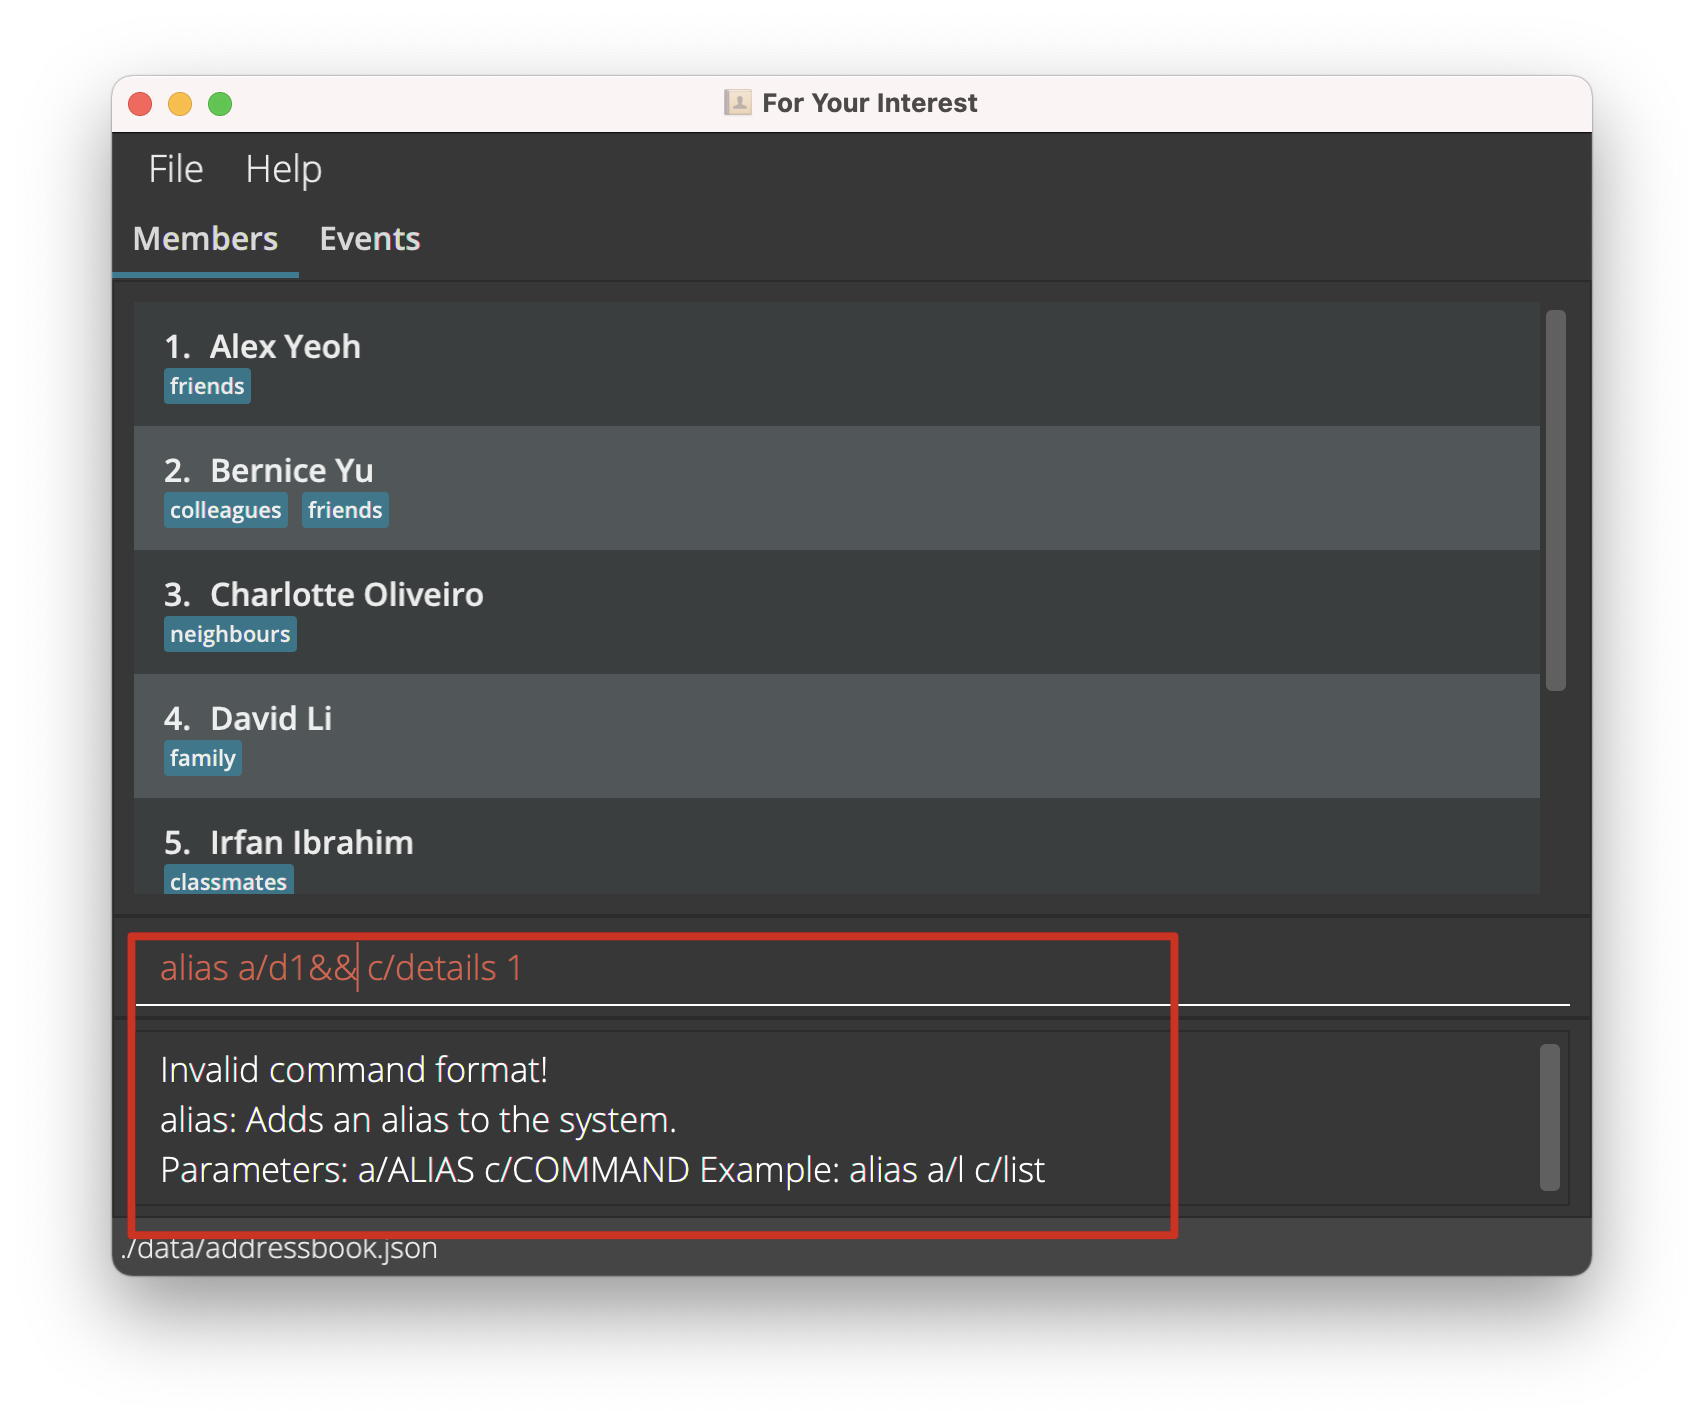 For Your Interest
File Help
Members Events
1. Alex Yeoh
friends
2. Bernice Yu
colleagues friends
3. Charlotte Oliveiro
neighbours
4. David Li
family
5. Irfan Ibrahim
classmates
alias a/d1&& c/details 1
Invalid command format!
alias: Adds an alias to the system.
Parameters: a/ALIAS c/COMMAND Example: alias a/l c/list
./data/addressbook.json